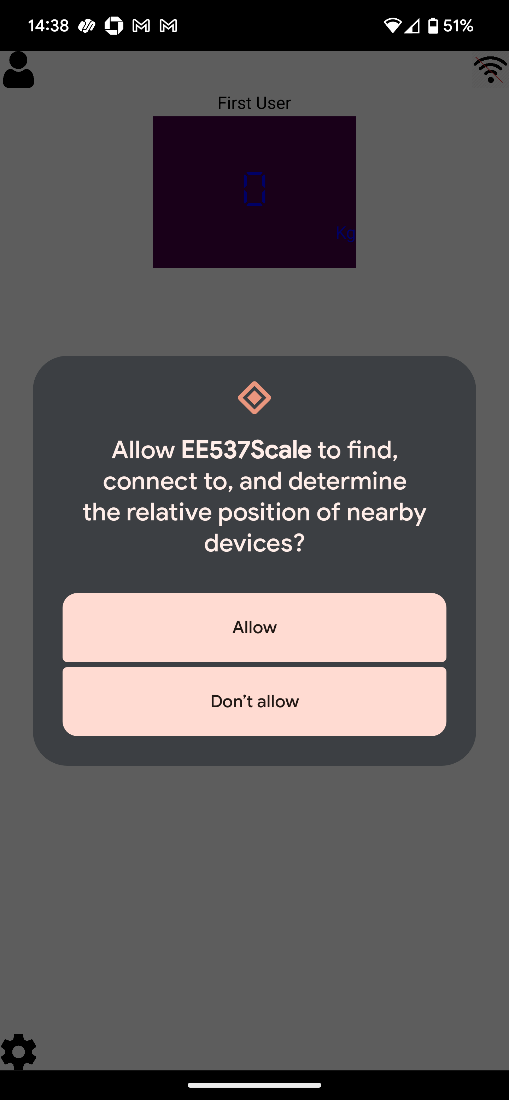 14:38
51%
First User
0
Kg
Allow EE537Scale to find,
connect to, and determine
the relative position of nearby
devices?
Allow
Don't allow